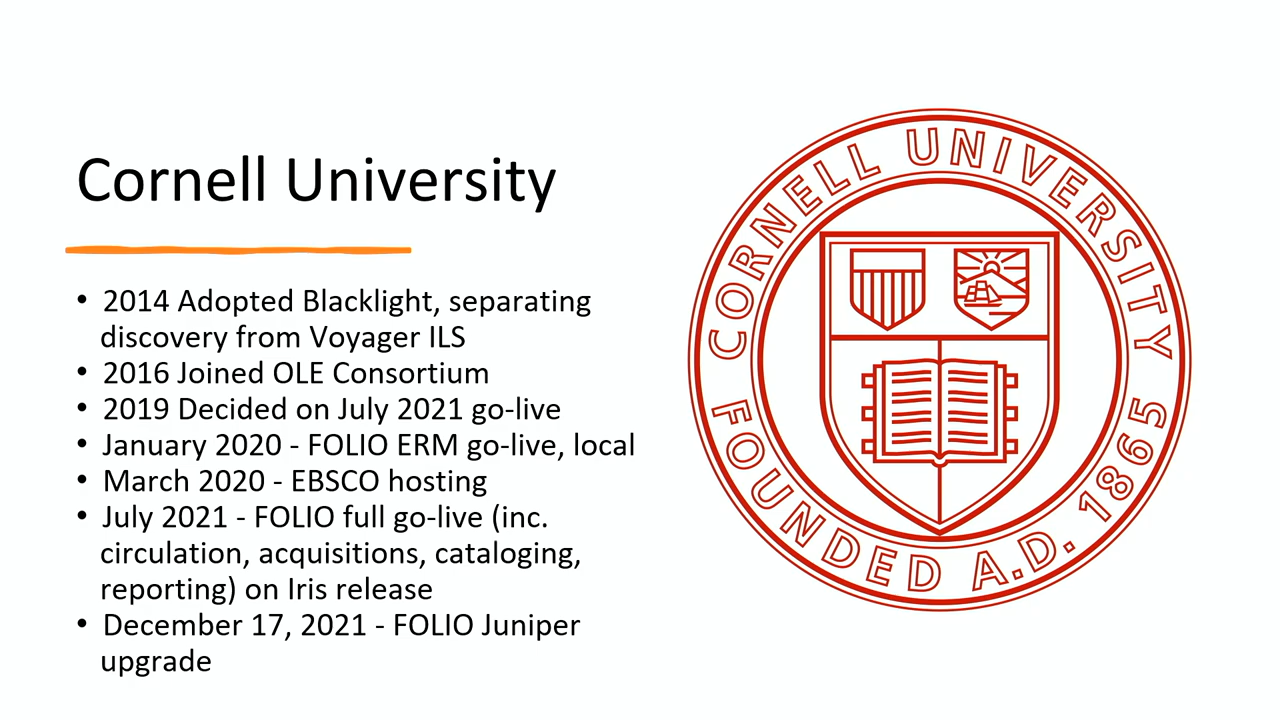 Cornell University
• 2014 Adopted Blacklight, separating
discovery from Voyager ILS
• 2016 Joined OLE Consortium
• 2019 Decided on July 2021 go-live
• January 2020 - FOLIO ERM go-live, local
• March 2020 - EBSCO hosting
• July 2021 - FOLIO full go-live (inc.
circulation, acquisitions, cataloging,
reporting) on Iris release
• December 17, 2021 - FOLIO Juniper
upgrade
CORNELL UNIVERSITY
FOUNDED A.D. 1865